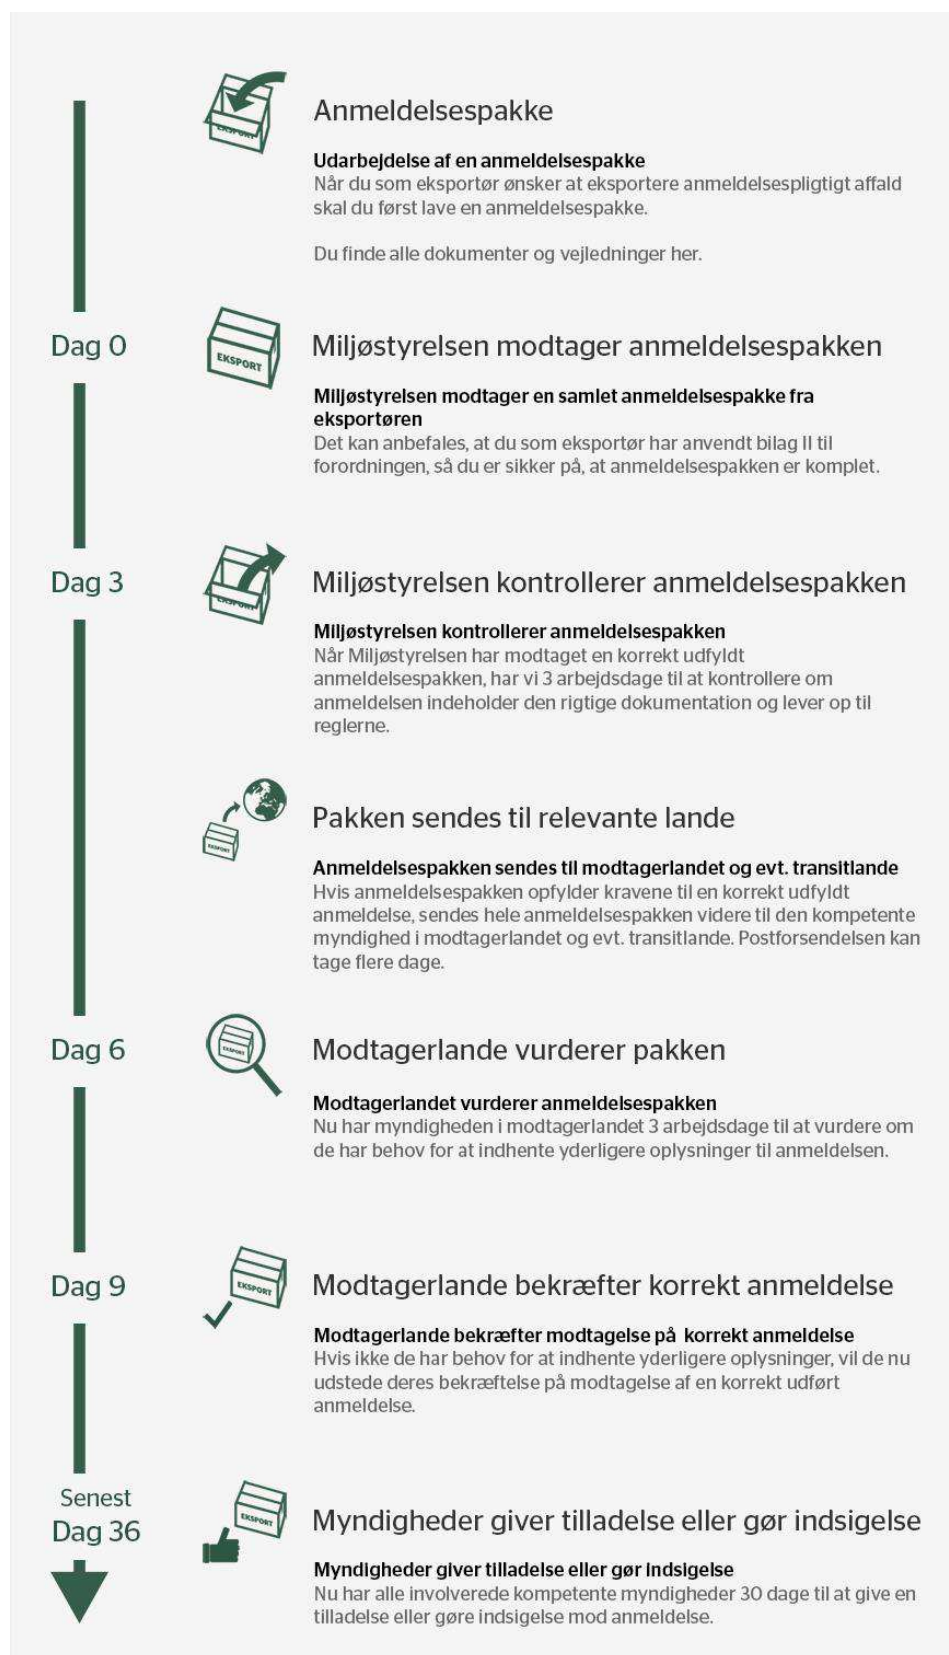 EKSPORT
Anmeldelsespakke
Udarbejdelse af en anmeldelsespakke
Når du som eksportør ønsker at eksportere anmeldelsespligtigt affald
skal du først lave en anmeldelsespakke.
Du finde alle dokumenter og vejledninger her.
Dag 0
EKSPORT
Miljøstyrelsen modtager anmeldelsespakken
Miljøstyrelsen modtager en samlet anmeldelsespakke fra
eksportøren
Det kan anbefales, at du som eksportør har anvendt bilag II til
forordningen, så du er sikker på, at anmeldelsespakken er komplet.
Dag 3
EKSPORT
Miljøstyrelsen kontrollerer anmeldelsespakken
Miljøstyrelsen kontrollerer anmeldelsespakken
Når Miljøstyrelsen har modtaget en korrekt udfyldt
anmeldelsespakken, har vi 3 arbejdsdage til at kontrollere om
anmeldelsen indeholder den rigtige dokumentation og lever op til
reglerne.
EKSPORT
Pakken sendes til relevante lande
Anmeldelsespakken sendes til modtagerlandet og evt. transitlande
Hvis anmeldelsespakken opfylder kravene til en korrekt udfyldt
anmeldelse, sendes hele anmeldelsespakken videre til den kompetente
myndighed i modtagerlandet og evt. transitlande. Postforsendelsen kan
tage flere dage.
Dag 6
EKSPORT
Modtagerlande vurderer pakken
Modtagerlandet vurderer anmeldelsespakken
Nu har myndigheden i modtagerlandet 3 arbejdsdage til at vurdere om
de har behov for at indhente yderligere oplysninger til anmeldelsen.
Dag 9
EKSPORT
Modtagerlande bekræfter korrekt anmeldelse
Modtagerlande bekræfter modtagelse på korrekt anmeldelse
Hvis ikke de har behov for at indhente yderligere oplysninger, vil de nu
udstede deres bekræftelse på modtagelse af en korrekt udført
anmeldelse.
Senest
Dag 36
EKSPORT
Myndigheder giver tilladelse eller gør indsigelse
Myndigheder giver tilladelse eller gør indsigelse
Nu har alle involverede kompetente myndigheder 30 dage til at give en
tilladelse eller gøre indsigelse mod anmeldelse.